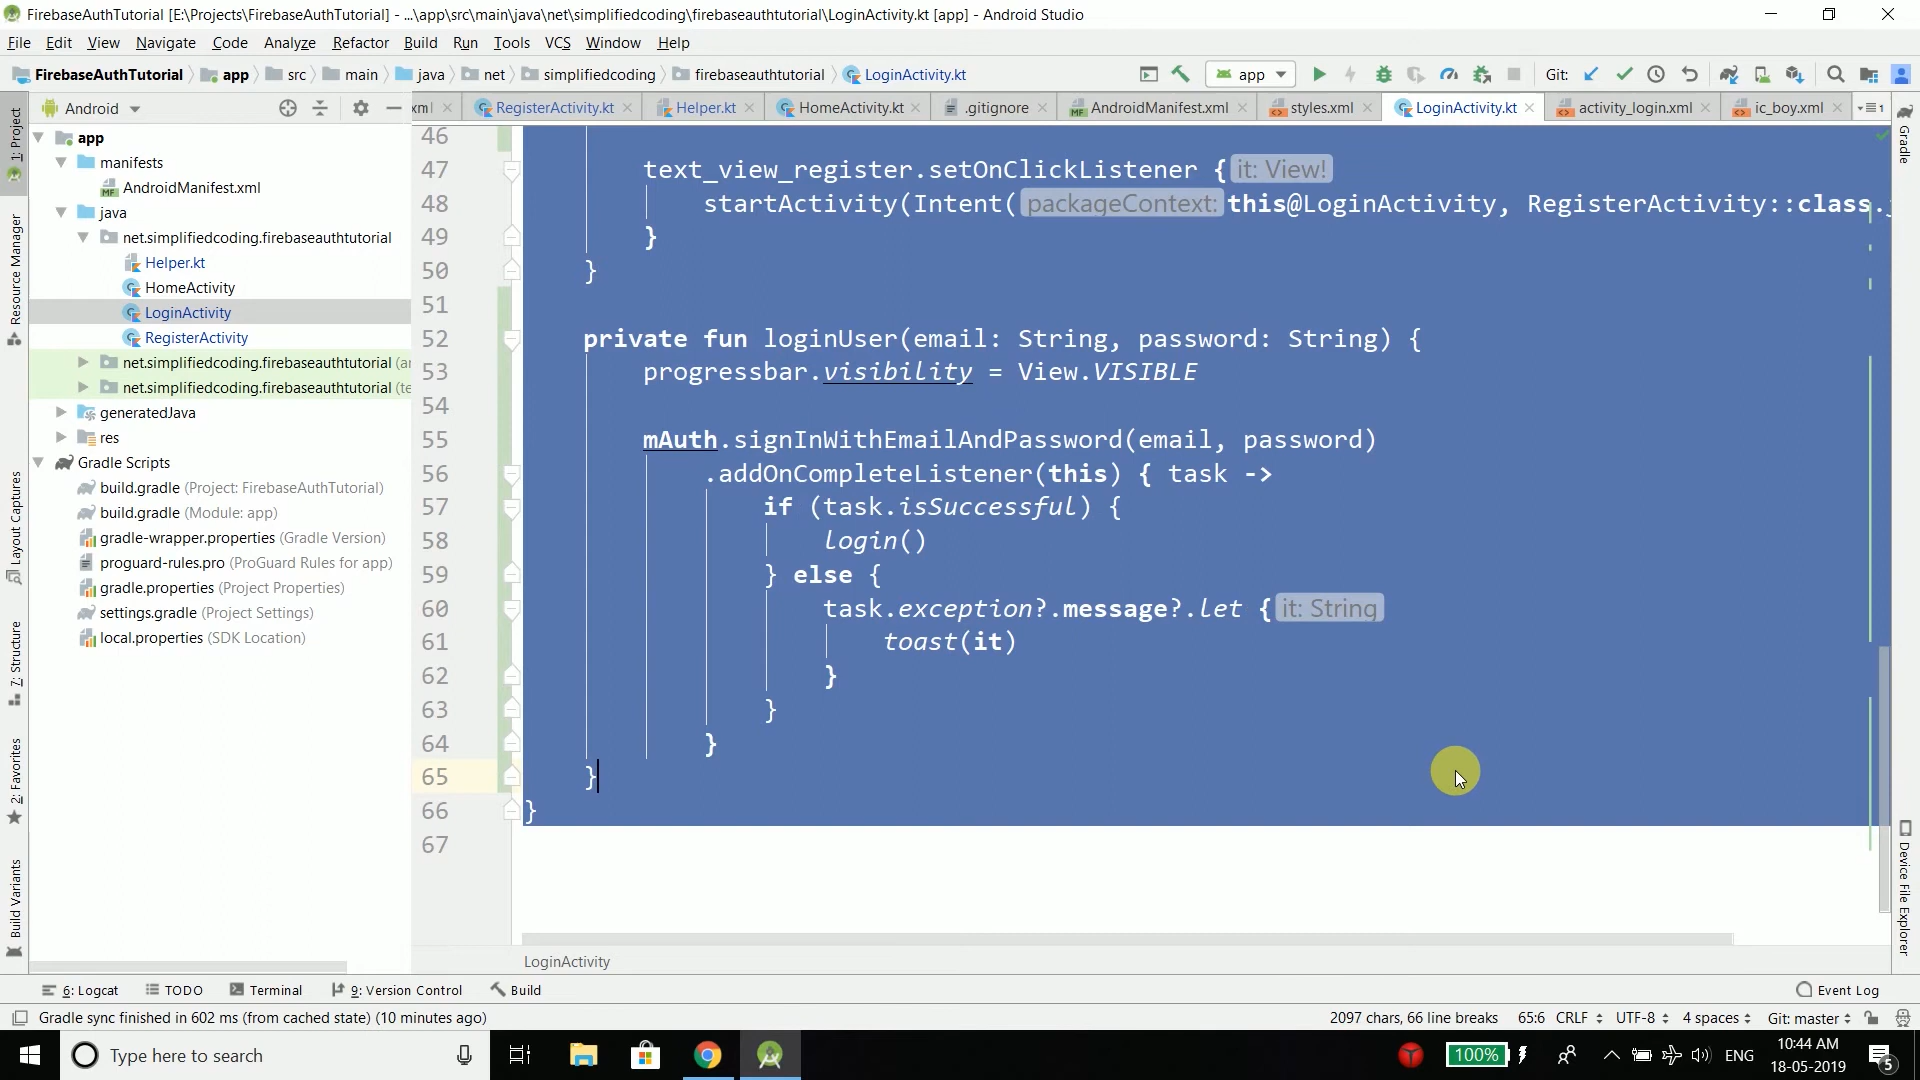 FirebaseAuthTutorial [E:\Projects\FirebaseAuthTutorial] - ...\app\src\main\java\net\simplifiedcoding\firebaseauthtutorial\LoginActivity.kt [app] - Android Studio
File Edit View Navigate Code Analyze Refactor Build Run Tools VCS Window Help
FirebaseAuthTutorial app src main java net simplifiedcoding firebaseauthtutorial LoginActivity.kt app Git:
Android
xml RegisterActivity.kt Helper.kt HomeActivity.kt .gitignore AndroidManifest.xml styles.xml LoginActivity.kt activity_login.xml ic_boy.xml 1
1: Project
Resource Manager
Layout Captures
7: Structure
2: Favorites
Build Variants
app
manifests
AndroidManifest.xml
java
net.simplifiedcoding.firebaseauthtutorial
Helper.kt
HomeActivity
LoginActivity
RegisterActivity
net.simplifiedcoding.firebaseauthtutorial (ar
net.simplifiedcoding.firebaseauthtutorial (te
generatedJava
res
Gradle Scripts
build.gradle (Project: FirebaseAuthTutorial)
build.gradle (Module: app)
gradle-wrapper.properties (Gradle Version)
proguard-rules.pro (ProGuard Rules for app)
gradle.properties (Project Properties)
settings.gradle (Project Settings)
local.properties (SDK Location)
46
47 text_view_register.setOnClickListener { it: View!
48 startActivity(Intent( packageContext: this@LoginActivity, RegisterActivity::class.
49 }
50 }
51
52 private fun loginUser(email: String, password: String) {
53 progressbar.visibility = View.VISIBLE
54
55 mAuth.signInWithEmailAndPassword(email, password)
56 .addOnCompleteListener(this) { task ->
57 if (task.isSuccessful) {
58 login()
59 } else {
60 task.exception?.message?.let { it: String
61 toast(it)
62 }
63 }
64 }
65 }
66 }
67
LoginActivity
Gradle
Device File Explorer
6: Logcat TODO Terminal 9: Version Control Build Event Log
Gradle sync finished in 602 ms (from cached state) (10 minutes ago) 2097 chars, 66 line breaks 65:6 CRLF UTF-8 4 spaces Git: master
Type here to search 100% ENG 10:44 AM
18-05-2019 5